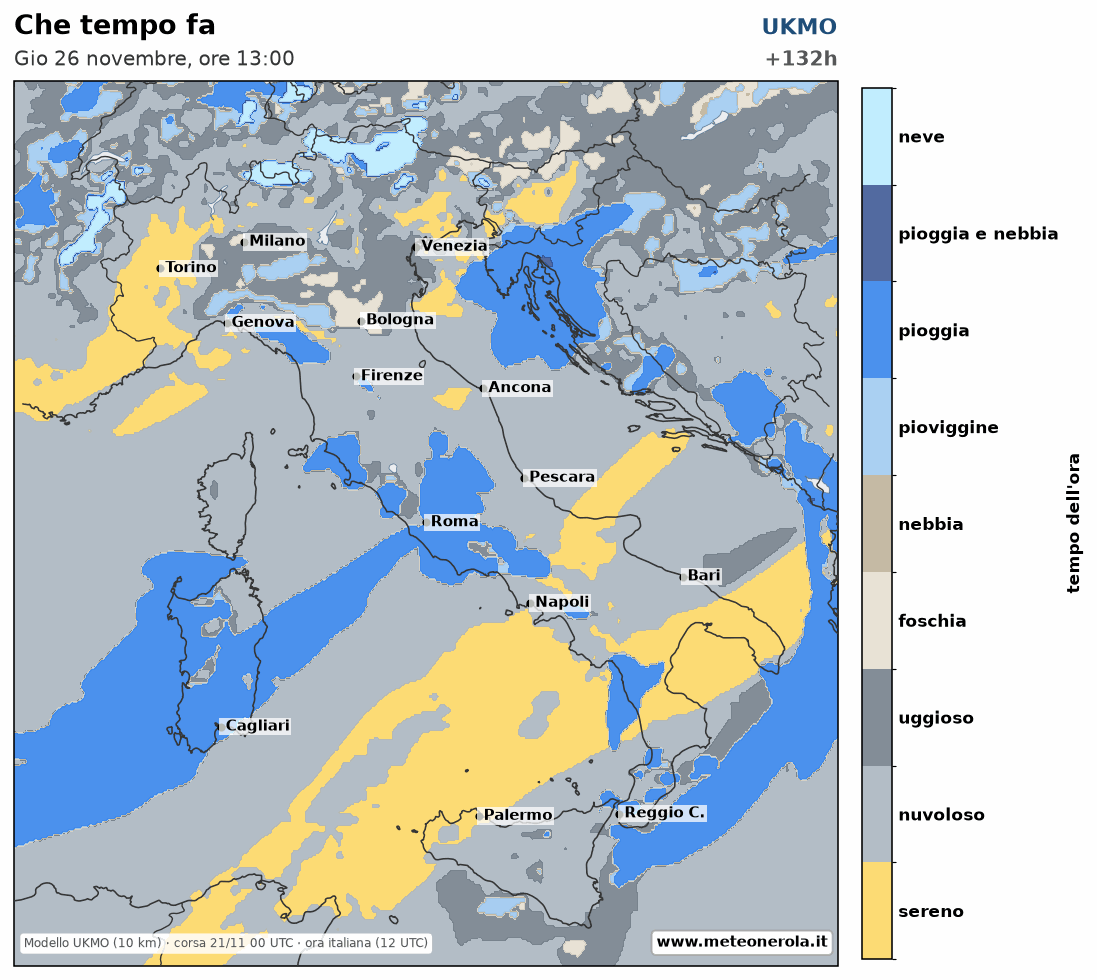 Che tempo fa
UKMO
Gio 26 novembre, ore 13:00
+132h
neve
pioggia e nebbia
pioggia
pioviggine
nebbia
foschia
uggioso
nuvoloso
sereno
tempo dell'ora
Milano
Venezia
Torino
Genova
Bologna
Firenze
Ancona
Pescara
Roma
Bari
Napoli
Cagliari
Palermo
Reggio C.
Modello UKMO (10 km) · corsa 21/11 00 UTC · ora italiana (12 UTC)
www.meteonerola.it